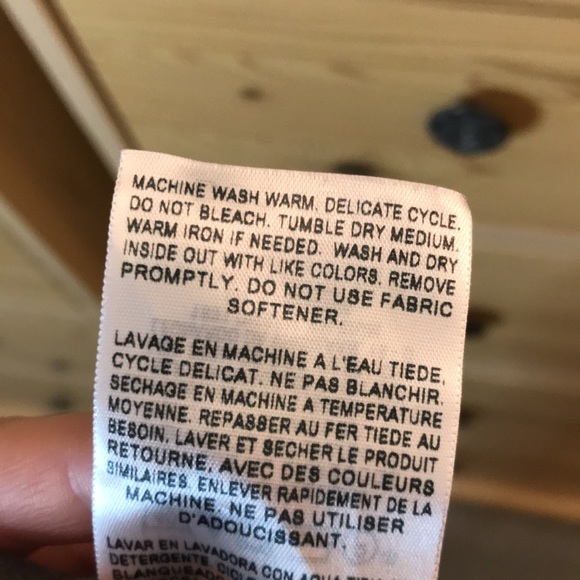 MACHINE WASH WARM. DELICATE CYCLE.
DO NOT BLEACH. TUMBLE DRY MEDIUM.
WARM IRON IF NEEDED. WASH AND DRY
INSIDE OUT WITH LIKE COLORS. REMOVE
PROMPTLY. DO NOT USE FABRIC
SOFTENER.
LAVAGE EN MACHINE A L'EAU TIEDE.
CYCLE DELICAT. NE PAS BLANCHIR.
SECHAGE EN MACHINE A TEMPERATURE
MOYENNE. REPASSER AU FER TIEDE AU
BESOIN. LAVER ET SECHER LE PRODUIT
RETOURNE, AVEC DES COULEURS
SIMILAIRES. ENLEVER RAPIDEMENT DE LA
MACHINE. NE PAS UTILISER
D'ADOUCISSANT.
LAVAR EN LAVADORA CON AGUA
DETERGENTE